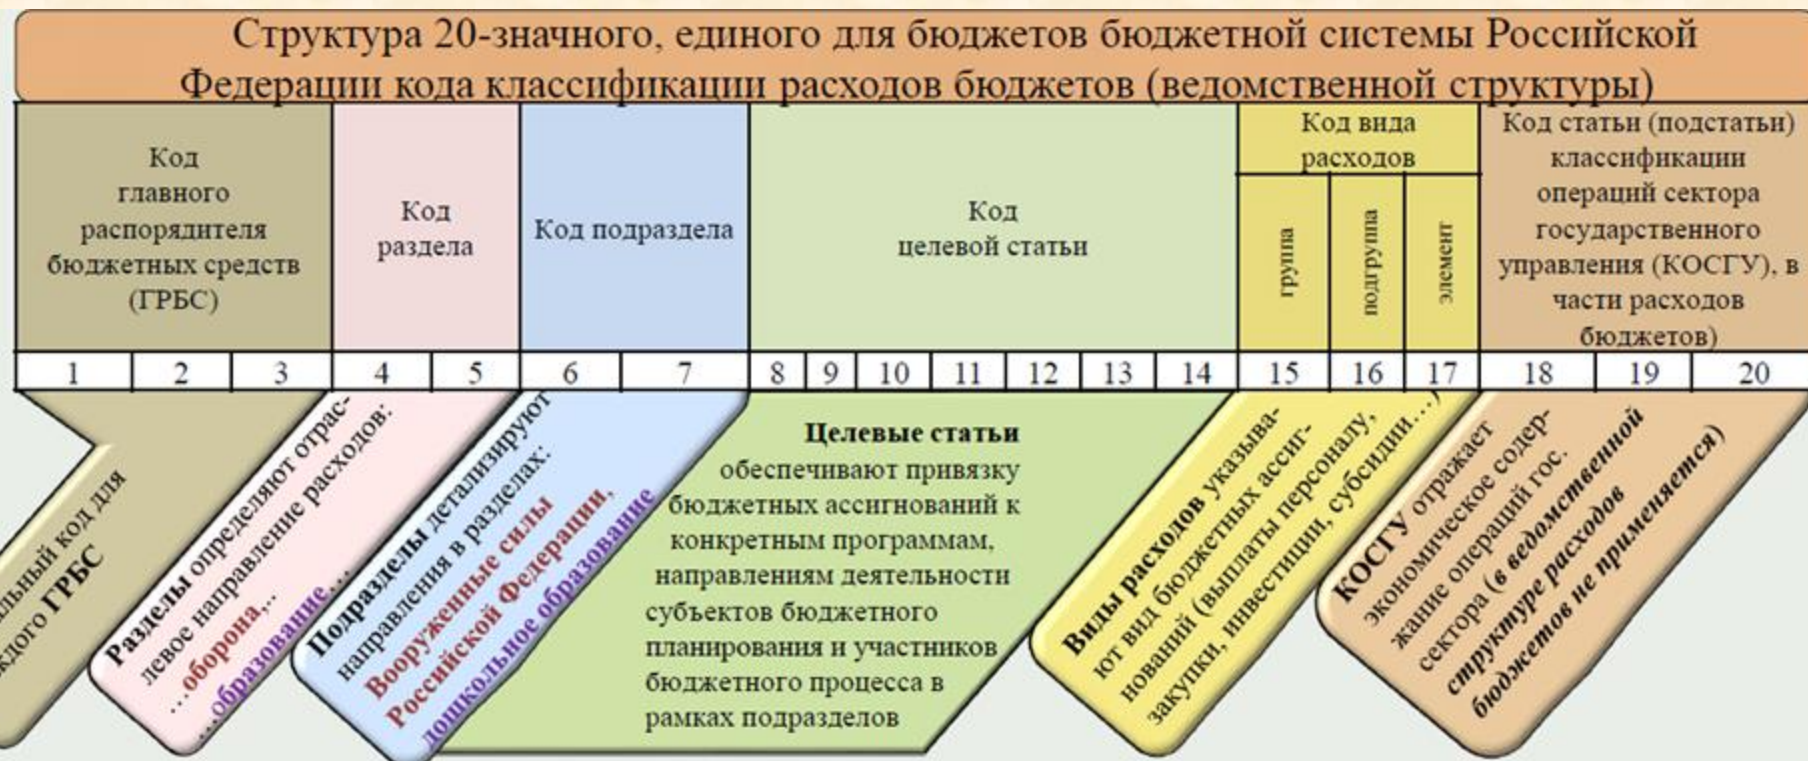 Структура 20-значного, единого для бюджетов бюджетной системы Российской
Федерации кода классификации расходов бюджетов (ведомственной структуры)
Код
главного
распорядителя
бюджетных средств
(ГРБС)
Код
раздела
Код подраздела
Код
целевой статьи
Код вида
расходов
группа
подгруппа
элемент
Код статьи (подстатьи)
классификации
операций сектора
государственного
управления (КОСГУ), в
части расходов
бюджетов)
1 2 3 4 5 6 7 8 9 10 11 12 13 14 15 16 17 18 19 20
код для
ГРБС
Разделы определяют отрас-
левое направление расходов:
…оборона,..
…образование…
Подразделы детализируют
направления в разделах:
Вооруженные силы
Российской Федерации,
дошкольное образование
Целевые статьи
обеспечивают привязку
бюджетных ассигнований к
конкретным программам,
направлениям деятельности
субъектов бюджетного
планирования и участников
бюджетного процесса в
рамках подразделов
Виды расходов указыва-
ют вид бюджетных ассиг-
нований (выплаты персоналу,
закупки, инвестиции, субсидии…)
КОСГУ отражает
экономическое содер-
жание операций гос.
сектора (в ведомственной
структуре расходов
бюджетов не применяется)